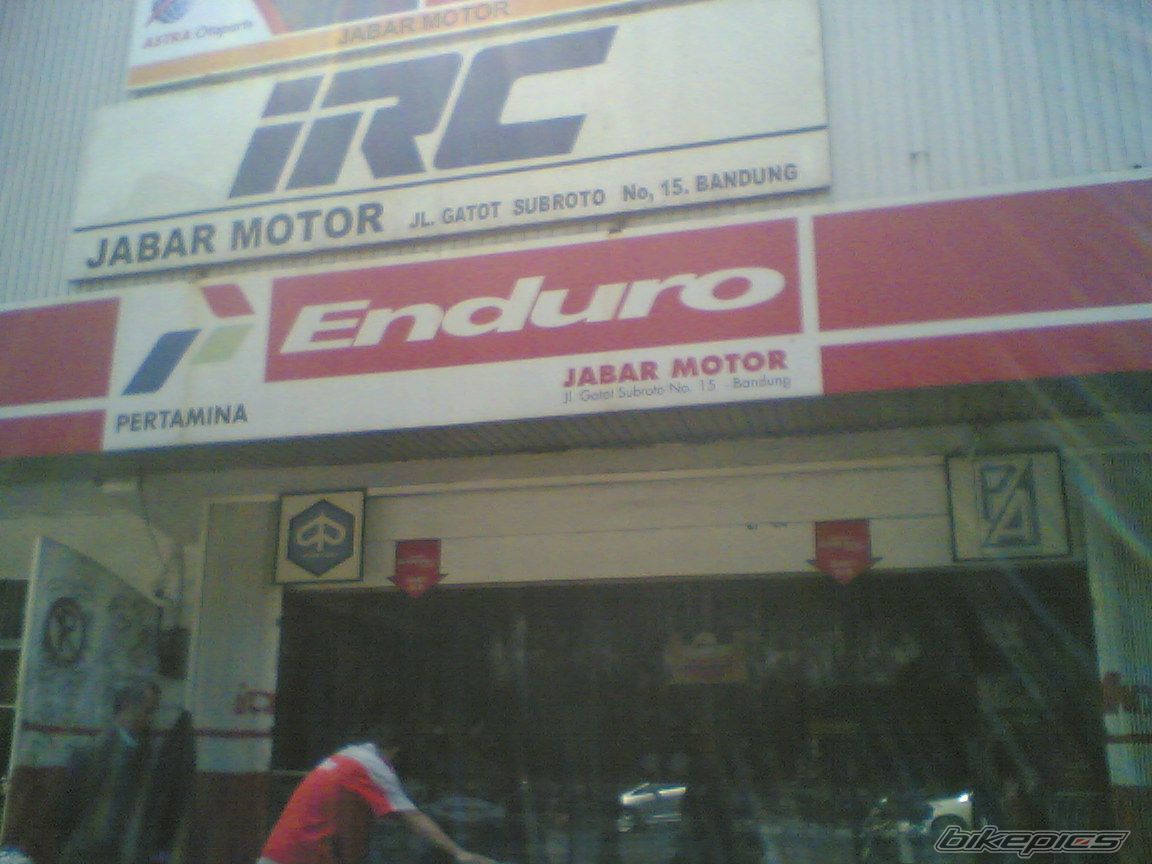 ASTRA Otoparts
JABAR MOTOR
IRC
JABAR MOTOR JL. GATOT SUBROTO No, 15. BANDUNG
Enduro
PERTAMINA
JABAR MOTOR
Jl. Gatot Subroto No. 15 - Bandung
bikepics